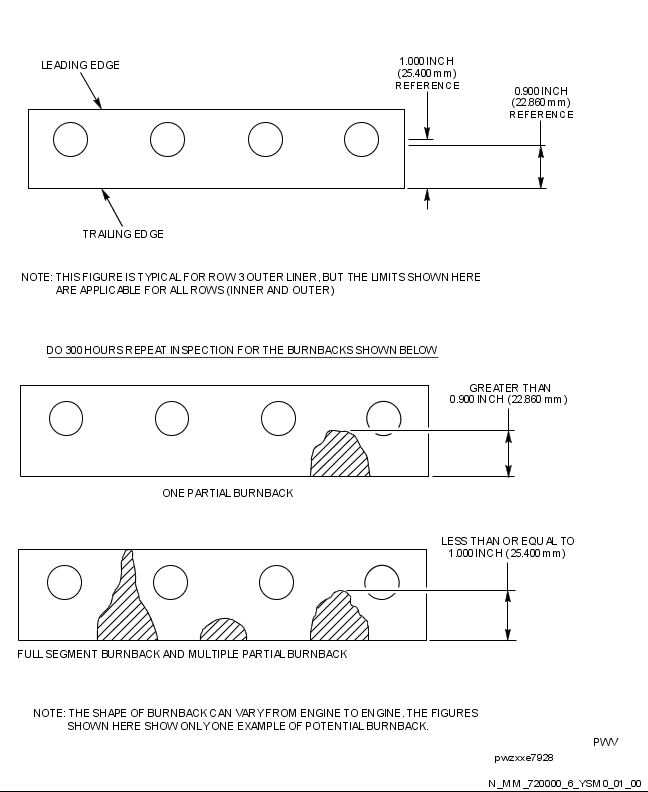 LEADING EDGE
1.000 INCH
(25.400 mm)
REFERENCE
0.900 INCH
(22.860 mm)
REFERENCE
TRAILING EDGE
NOTE: THIS FIGURE IS TYPICAL FOR ROW 3 OUTER LINER, BUT THE LIMITS SHOWN HERE
ARE APPLICABLE FOR ALL ROWS (INNER AND OUTER)
DO 300 HOURS REPEAT INSPECTION FOR THE BURNBACKS SHOWN BELOW
GREATER THAN
0.900 INCH (22.860 mm)
ONE PARTIAL BURNBACK
LESS THAN OR EQUAL TO
1.000 INCH (25.400 mm)
FULL SEGMENT BURNBACK AND MULTIPLE PARTIAL BURNBACK
NOTE: THE SHAPE OF BURNBACK CAN VARY FROM ENGINE TO ENGINE. THE FIGURES
SHOWN HERE SHOW ONLY ONE EXAMPLE OF POTENTIAL BURNBACK.
PWV
pwzxxe7928
N_MM_720000_6_YSM0_01_00